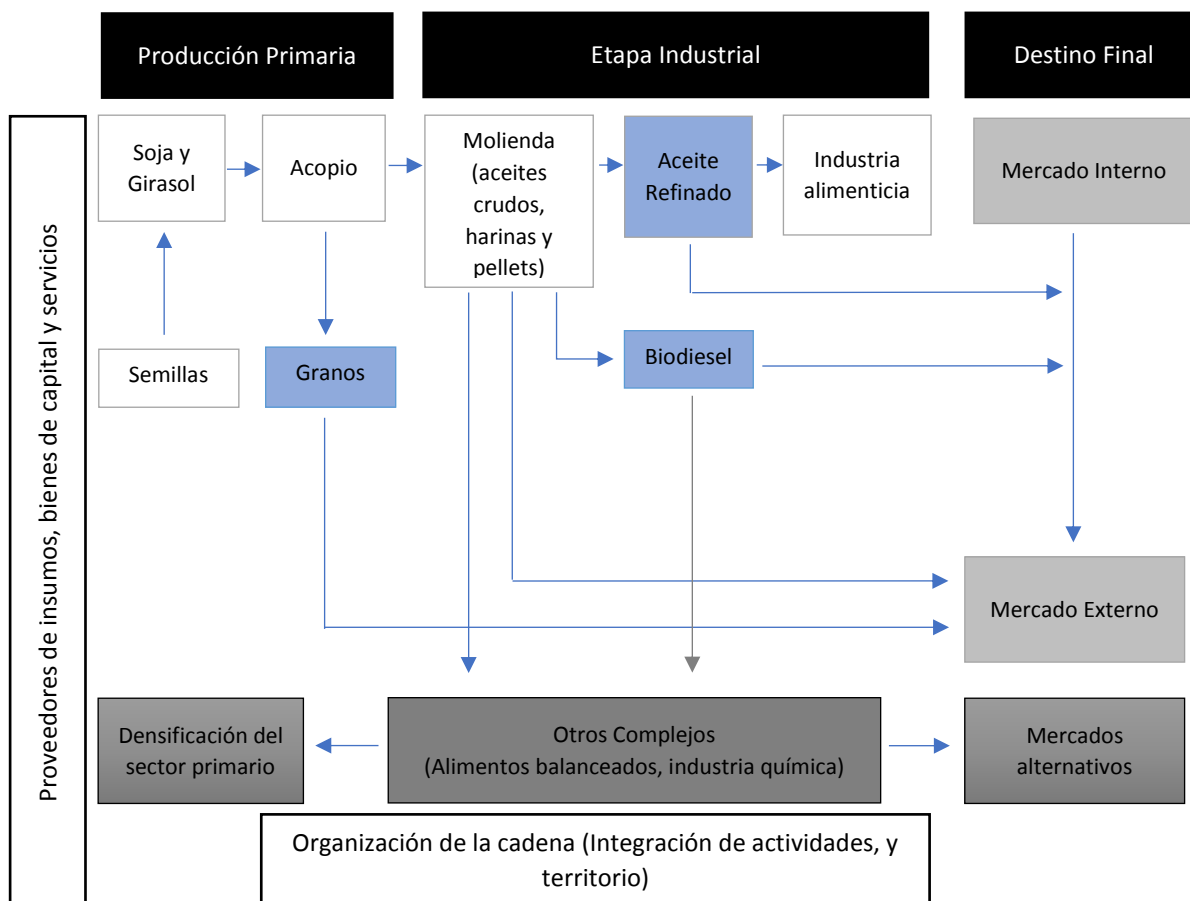 Producción Primaria
Etapa Industrial
Destino Final
Proveedores de insumos, bienes de capital y servicios
Soja y
Girasol
Acopio
Molienda
(aceites
crudos,
harinas y
pellets)
Aceite
Refinado
Industria
alimenticia
Mercado Interno
Semillas
Granos
Biodiesel
Mercado Externo
Densificación del
sector primario
Otros Complejos
(Alimentos balanceados, industria química)
Mercados
alternativos
Organización de la cadena (Integración de actividades, y
territorio)